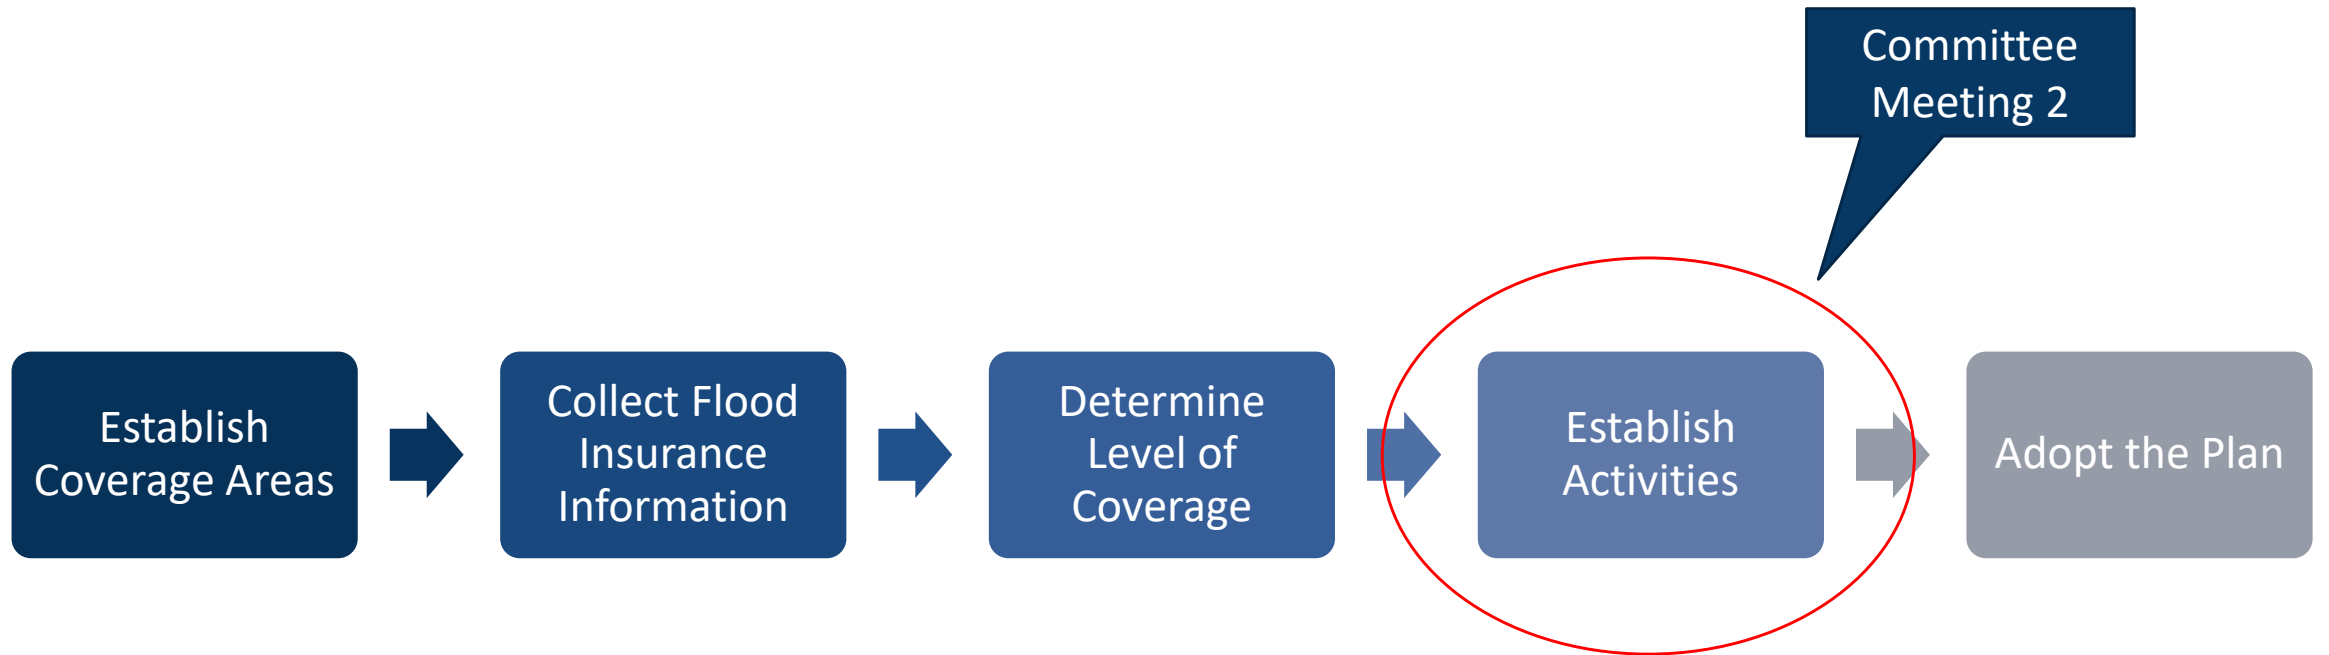 Committee
Meeting 2
Establish
Coverage Areas
Collect Flood
Insurance
Information
Determine
Level of
Coverage
Establish
Activities
Adopt the Plan